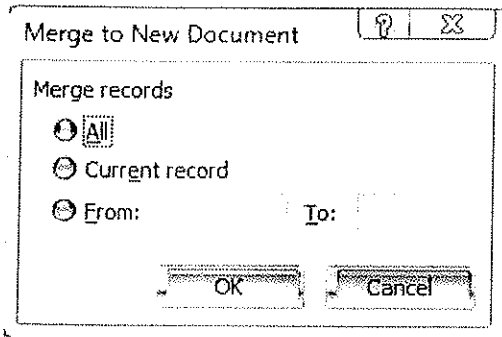 Merge to New Document ? X
Merge records
All
Current record
From: To:
OK Cancel